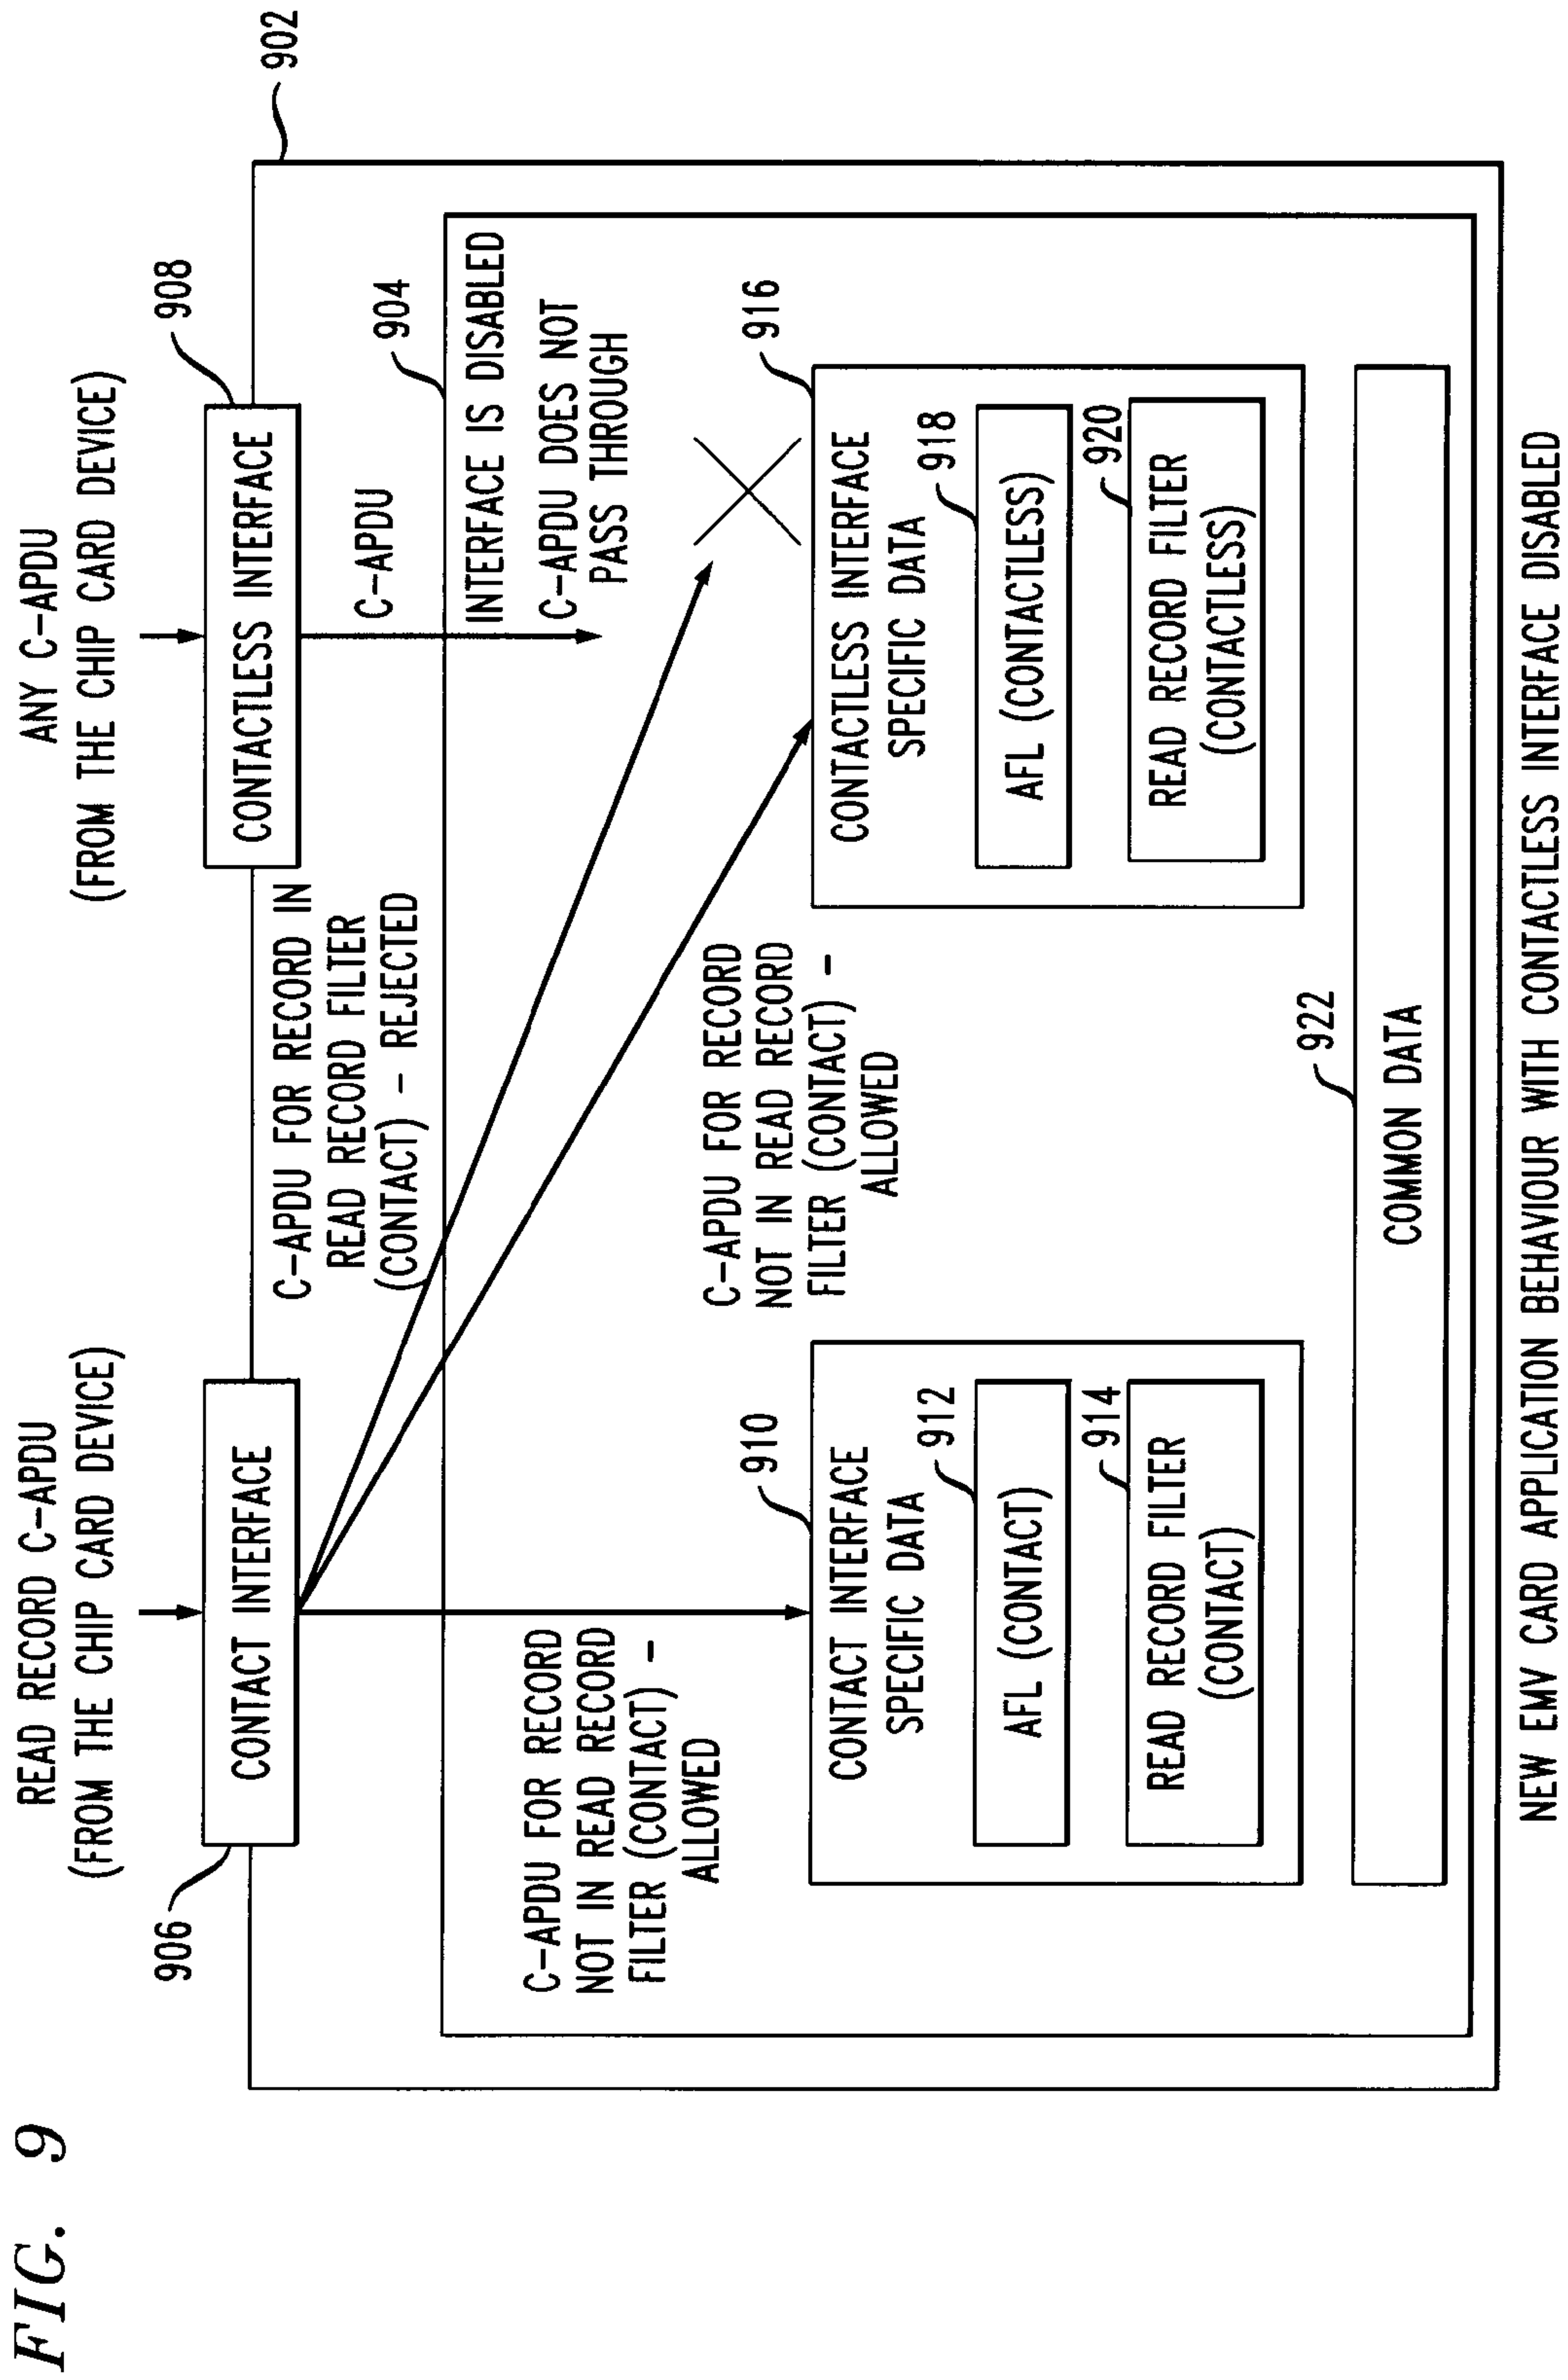 FIG. 9
READ RECORD C-APDU
(FROM THE CHIP CARD DEVICE)
906
CONTACT INTERFACE
ANY C-APDU
(FROM THE CHIP CARD DEVICE)
908
CONTACTLESS INTERFACE
902
C-APDU FOR RECORD IN
READ RECORD FILTER
(CONTACT) - REJECTED
C-APDU
904
INTERFACE IS DISABLED
C-APDU DOES NOT
PASS THROUGH
C-APDU FOR RECORD
NOT IN READ RECORD
FILTER (CONTACT) -
ALLOWED
C-APDU FOR RECORD
NOT IN READ RECORD
FILTER (CONTACT) -
ALLOWED
910
CONTACT INTERFACE
SPECIFIC DATA
912
AFL (CONTACT)
914
READ RECORD FILTER
(CONTACT)
916
CONTACTLESS INTERFACE
SPECIFIC DATA
918
AFL (CONTACTLESS)
920
READ RECORD FILTER
(CONTACTLESS)
922
COMMON DATA
NEW EMV CARD APPLICATION BEHAVIOUR WITH CONTACTLESS INTERFACE DISABLED